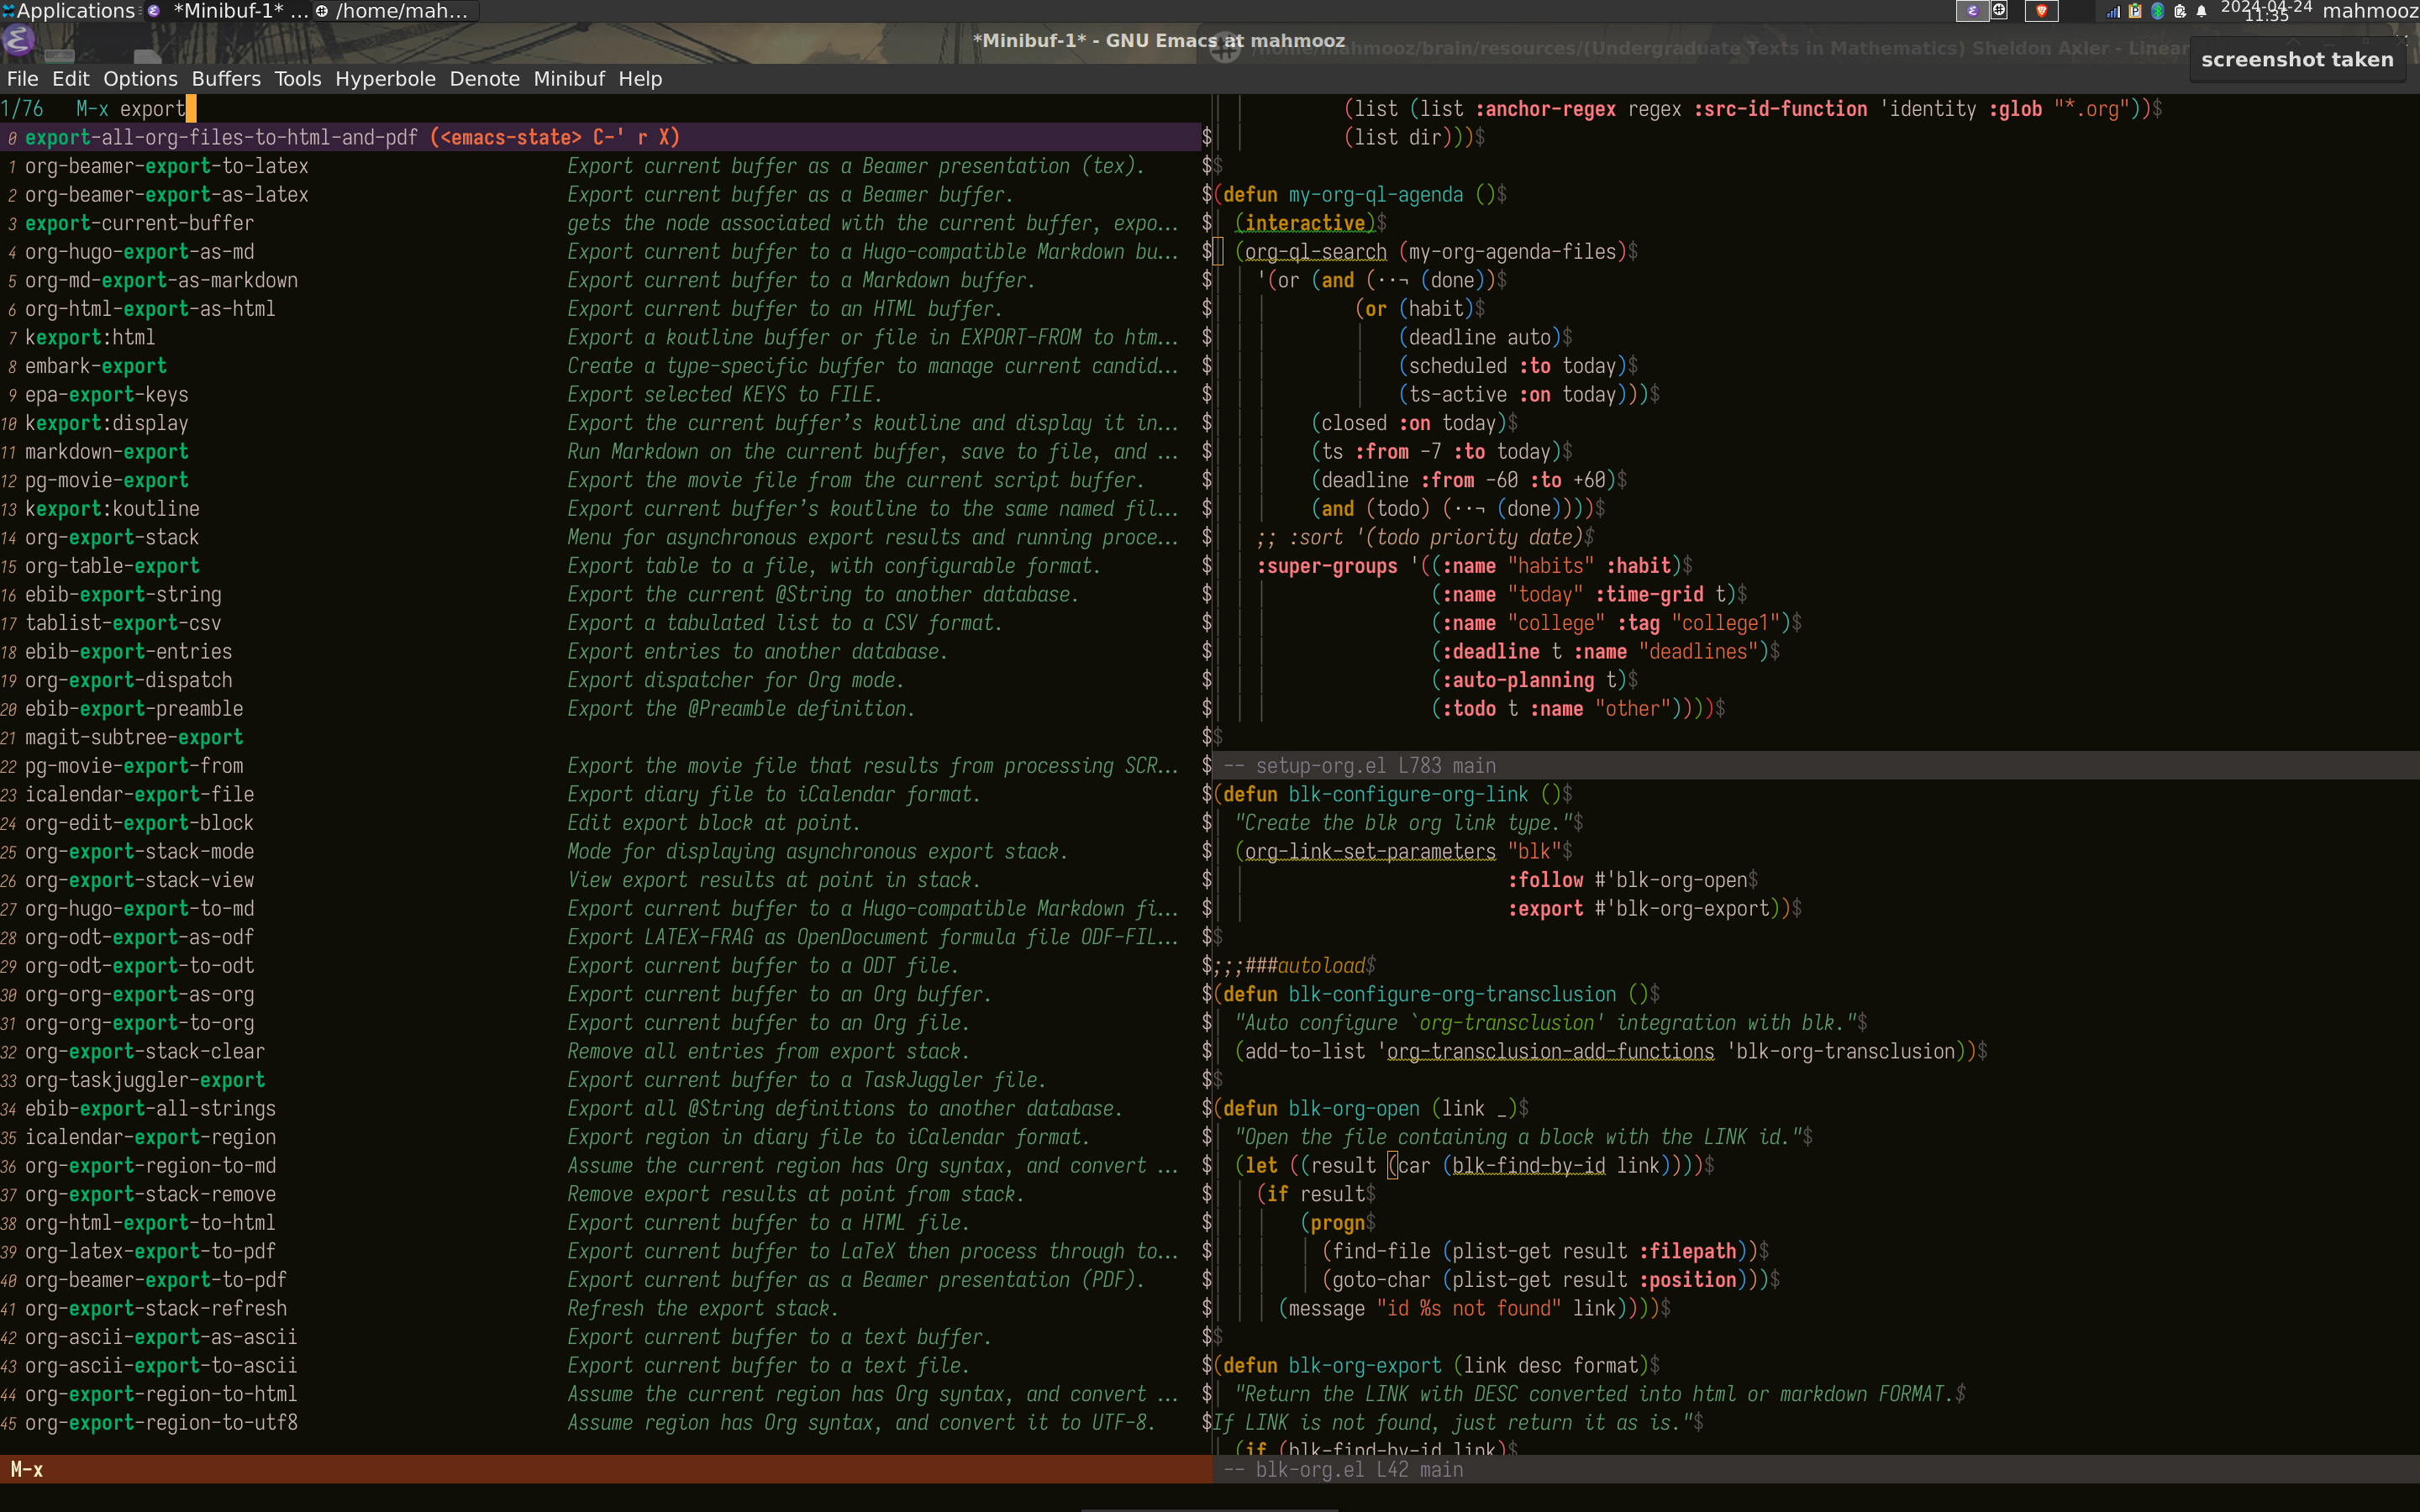 Applications *Minibuf-1* ... /home/mah... 2024-04-24 11:35 mahmooz
*Minibuf-1* - GNU Emacs at mahmooz
/home/mahmooz/brain/resources/(Undergraduate Texts in Mathematics) Sheldon Axler - Linear
screenshot taken
File Edit Options Buffers Tools Hyperbole Denote Minibuf Help
1/76 M-x export
0 export-all-org-files-to-html-and-pdf (<emacs-state> C-' r X)
1 org-beamer-export-to-latex Export current buffer as a Beamer presentation (tex).
2 org-beamer-export-as-latex Export current buffer as a Beamer buffer.
3 export-current-buffer gets the node associated with the current buffer, expo...
4 org-hugo-export-as-md Export current buffer to a Hugo-compatible Markdown bu...
5 org-md-export-as-markdown Export current buffer to a Markdown buffer.
6 org-html-export-as-html Export current buffer to an HTML buffer.
7 kexport:html Export a koutline buffer or file in EXPORT-FROM to htm...
8 embark-export Create a type-specific buffer to manage current candid...
9 epa-export-keys Export selected KEYS to FILE.
10 kexport:display Export the current buffer’s koutline and display it in...
11 markdown-export Run Markdown on the current buffer, save to file, and ...
12 pg-movie-export Export the movie file from the current script buffer.
13 kexport:koutline Export current buffer’s koutline to the same named fil...
14 org-export-stack Menu for asynchronous export results and running proce...
15 org-table-export Export table to a file, with configurable format.
16 ebib-export-string Export the current @String to another database.
17 tablist-export-csv Export a tabulated list to a CSV format.
18 ebib-export-entries Export entries to another database.
19 org-export-dispatch Export dispatcher for Org mode.
20 ebib-export-preamble Export the @Preamble definition.
21 magit-subtree-export
22 pg-movie-export-from Export the movie file that results from processing SCR...
23 icalendar-export-file Export diary file to iCalendar format.
24 org-edit-export-block Edit export block at point.
25 org-export-stack-mode Mode for displaying asynchronous export stack.
26 org-export-stack-view View export results at point in stack.
27 org-hugo-export-to-md Export current buffer to a Hugo-compatible Markdown fi...
28 org-odt-export-as-odf Export LATEX-FRAG as OpenDocument formula file ODF-FIL...
29 org-odt-export-to-odt Export current buffer to a ODT file.
30 org-org-export-as-org Export current buffer to an Org buffer.
31 org-org-export-to-org Export current buffer to an Org file.
32 org-export-stack-clear Remove all entries from export stack.
33 org-taskjuggler-export Export current buffer to a TaskJuggler file.
34 ebib-export-all-strings Export all @String definitions to another database.
35 icalendar-export-region Export region in diary file to iCalendar format.
36 org-export-region-to-md Assume the current region has Org syntax, and convert ...
37 org-export-stack-remove Remove export results at point from stack.
38 org-html-export-to-html Export current buffer to a HTML file.
39 org-latex-export-to-pdf Export current buffer to LaTeX then process through to...
40 org-beamer-export-to-pdf Export current buffer as a Beamer presentation (PDF).
41 org-export-stack-refresh Refresh the export stack.
42 org-ascii-export-as-ascii Export current buffer to a text buffer.
43 org-ascii-export-to-ascii Export current buffer to a text file.
44 org-export-region-to-html Assume the current region has Org syntax, and convert ...
45 org-export-region-to-utf8 Assume region has Org syntax, and convert it to UTF-8.
M-x
(list (list :anchor-regex regex :src-id-function 'identity :glob "*.org"))$
(list dir)))$
$
(defun my-org-ql-agenda ()$
(interactive)$
(org-ql-search (my-org-agenda-files)$
'(or (and (··¬ (done))$
(or (habit)$
(deadline auto)$
(scheduled :to today)$
(ts-active :on today)))$
(closed :on today)$
(ts :from -7 :to today)$
(deadline :from -60 :to +60)$
(and (todo) (··¬ (done))))$
;; :sort '(todo priority date)$
:super-groups '((:name "habits" :habit)$
(:name "today" :time-grid t)$
(:name "college" :tag "college1")$
(:deadline t :name "deadlines")$
(:auto-planning t)$
(:todo t :name "other"))))$
$
-- setup-org.el L783 main
(defun blk-configure-org-link ()$
"Create the blk org link type."$
(org-link-set-parameters "blk"$
:follow #'blk-org-open$
:export #'blk-org-export))$
$
;;;###autoload$
(defun blk-configure-org-transclusion ()$
"Auto configure `org-transclusion' integration with blk."$
(add-to-list 'org-transclusion-add-functions 'blk-org-transclusion))$
$
(defun blk-org-open (link _)$
"Open the file containing a block with the LINK id."$
(let ((result (car (blk-find-by-id link))))$
(if result$
(progn$
(find-file (plist-get result :filepath))$
(goto-char (plist-get result :position)))$
(message "id %s not found" link))))$
$
(defun blk-org-export (link desc format)$
"Return the LINK with DESC converted into html or markdown FORMAT.$
If LINK is not found, just return it as is."$
(if (blk-find-by-id link)$
-- blk-org.el L42 main